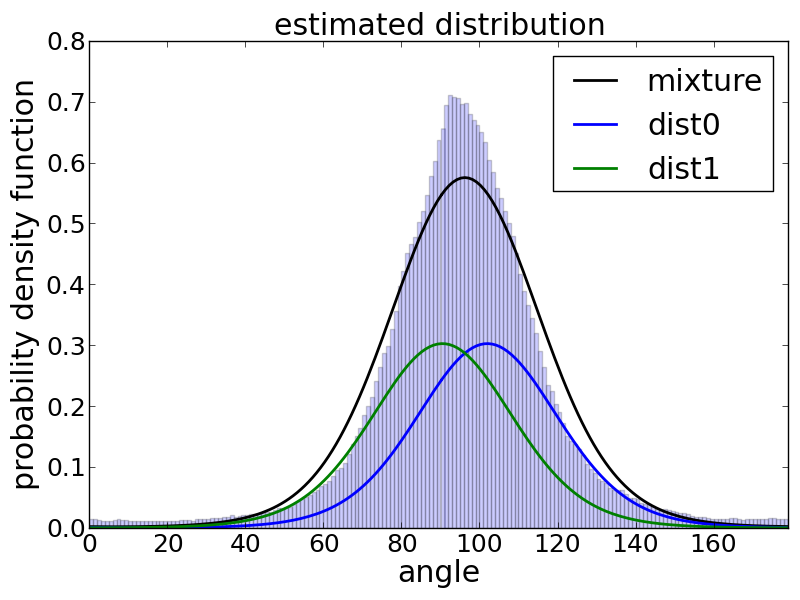 estimated distribution
probability density function
0.8
0.7
0.6
0.5
0.4
0.3
0.2
0.1
0.0
mixture
dist0
dist1
0 20 40 60 80 100 120 140 160
angle